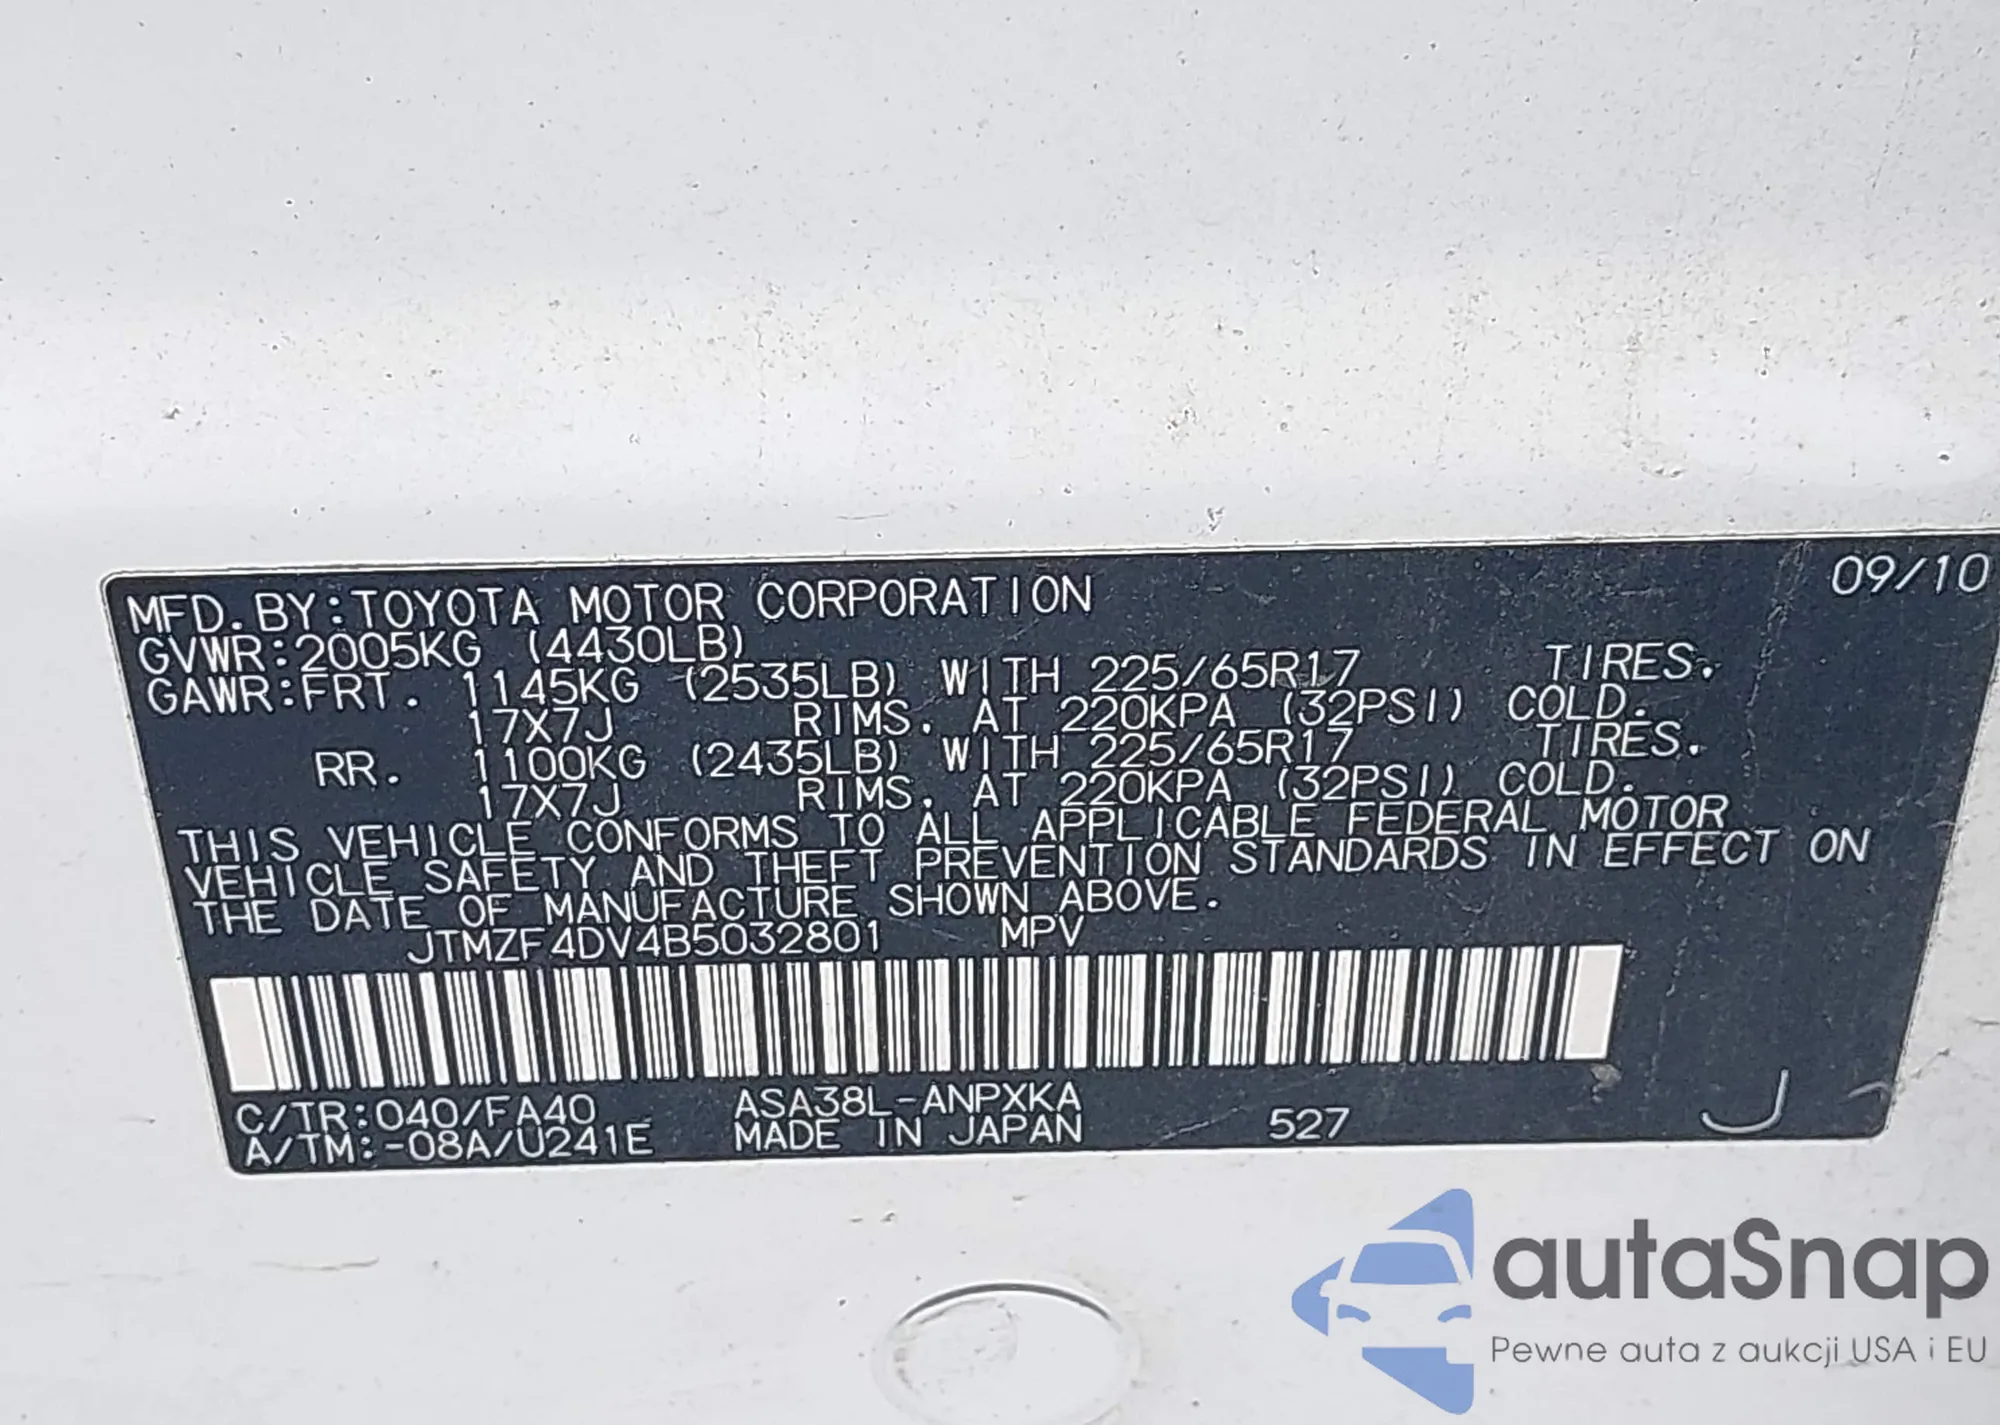 09/10
MFD.BY:TOYOTA MOTOR CORPORATION
GVWR:2005KG (4430LB)
GAWR:FRT. 1145KG (2535LB) WITH 225/65R17 TIRES.
17X7J RIMS. AT 220KPA (32PSI) COLD.
RR. 1100KG (2435LB) WITH 225/65R17 TIRES.
17X7J RIMS. AT 220KPA (32PSI) COLD.
THIS VEHICLE CONFORMS TO ALL APPLICABLE FEDERAL MOTOR
VEHICLE SAFETY AND THEFT PREVENTION STANDARDS IN EFFECT ON
THE DATE OF MANUFACTURE SHOWN ABOVE.
JTMZF4DV4B5032801 MPV
C/TR:040/FA40 ASA38L-ANPXKA
A/TM:-08A/U241E MADE IN JAPAN 527 J
autaSnap
Pewne auta z aukcji USA i EU